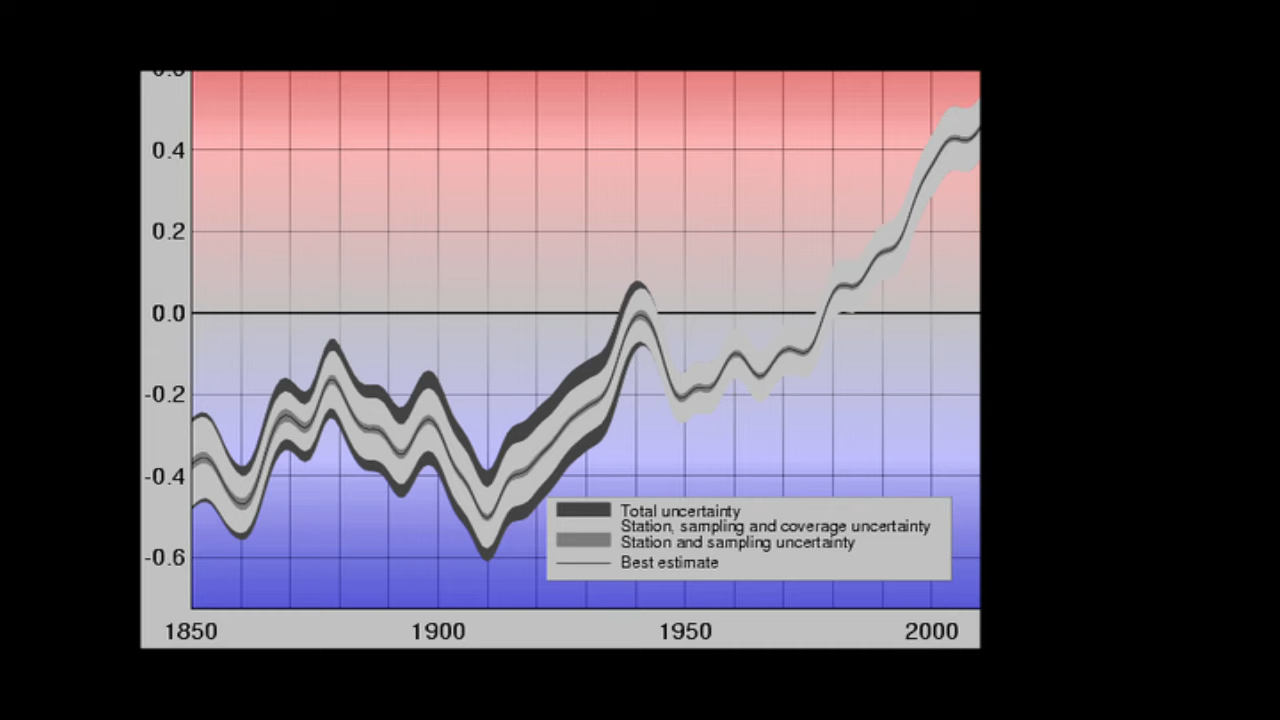 0.4
0.2
0.0
-0.2
-0.4
-0.6
Total uncertainty
Station, sampling and coverage uncertainty
Station and sampling uncertainty
Best estimate
1850 1900 1950 2000